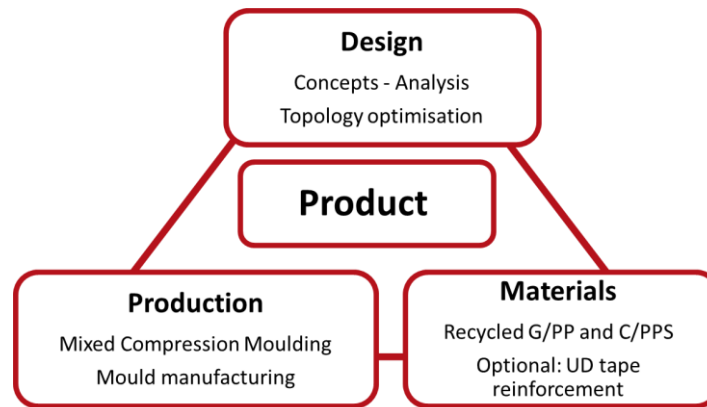 Design
Concepts - Analysis
Topology optimisation
Product
Production
Mixed Compression Moulding
Mould manufacturing
Materials
Recycled G/PP and C/PPS
Optional: UD tape
reinforcement